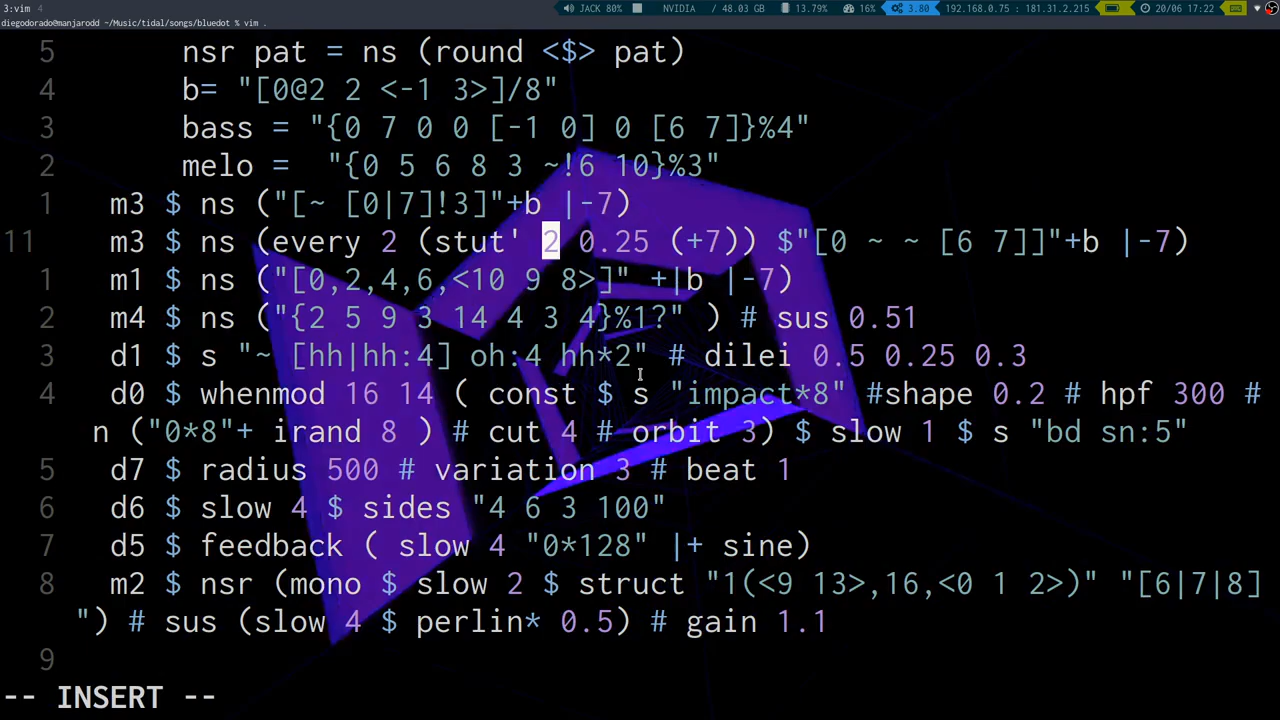 3:vim 4 JACK 80% NVIDIA / 48.03 GB 13.79% 16% 3.80 192.168.0.75 : 181.31.2.215 20/06 17:22
diegodorado@manjarodd ~/Music/tidal/songs/bluedot % vim .
5 nsr pat = ns (round <$> pat)
4 b= "[0@2 2 <-1 3>]/8"
3 bass = "{0 7 0 0 [-1 0] 0 [6 7]}%4"
2 melo = "{0 5 6 8 3 ~!6 10}%3"
1 m3 $ ns ("[~ [0|7]!3]"+b |-7)
11 m3 $ ns (every 2 (stut' 2 0.25 (+7)) $"[0 ~ ~ [6 7]]"+b |-7)
1 m1 $ ns ("[0,2,4,6,<10 9 8>]" +|b |-7)
2 m4 $ ns ("{2 5 9 3 14 4 3 4}%1?" ) # sus 0.51
3 d1 $ s "~ [hh|hh:4] oh:4 hh*2" # dilei 0.5 0.25 0.3
4 d0 $ whenmod 16 14 ( const $ s "impact*8" #shape 0.2 # hpf 300 #
n ("0*8"+ irand 8 ) # cut 4 # orbit 3) $ slow 1 $ s "bd sn:5"
5 d7 $ radius 500 # variation 3 # beat 1
6 d6 $ slow 4 $ sides "4 6 3 100"
7 d5 $ feedback ( slow 4 "0*128" |+ sine)
8 m2 $ nsr (mono $ slow 2 $ struct "1(<9 13>,16,<0 1 2>)" "[6|7|8]
") # sus (slow 4 $ perlin* 0.5) # gain 1.1
9
-- INSERT --